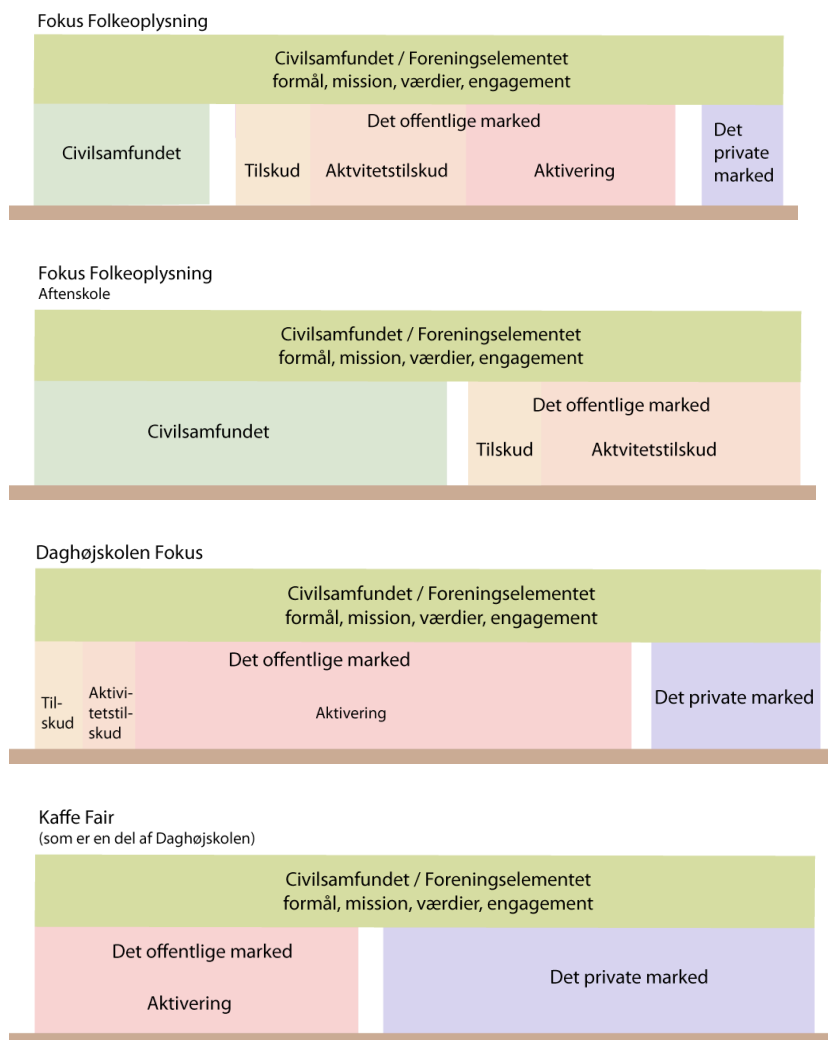 Fokus Folkeoplysning
Civilsamfundet / Foreningselementet
formål, mission, værdier, engagement
Civilsamfundet
Det offentlige marked
Tilskud
Aktvitetstilskud
Aktivering
Det
private
marked
Fokus Folkeoplysning
Aftenskole
Civilsamfundet / Foreningselementet
formål, mission, værdier, engagement
Civilsamfundet
Det offentlige marked
Tilskud
Aktvitetstilskud
Daghøjskolen Fokus
Civilsamfundet / Foreningselementet
formål, mission, værdier, engagement
Det offentlige marked
Til-
skud
Aktivi-
tetstil-
skud
Aktivering
Det private marked
Kaffe Fair
(som er en del af Daghøjskolen)
Civilsamfundet / Foreningselementet
formål, mission, værdier, engagement
Det offentlige marked
Aktivering
Det private marked